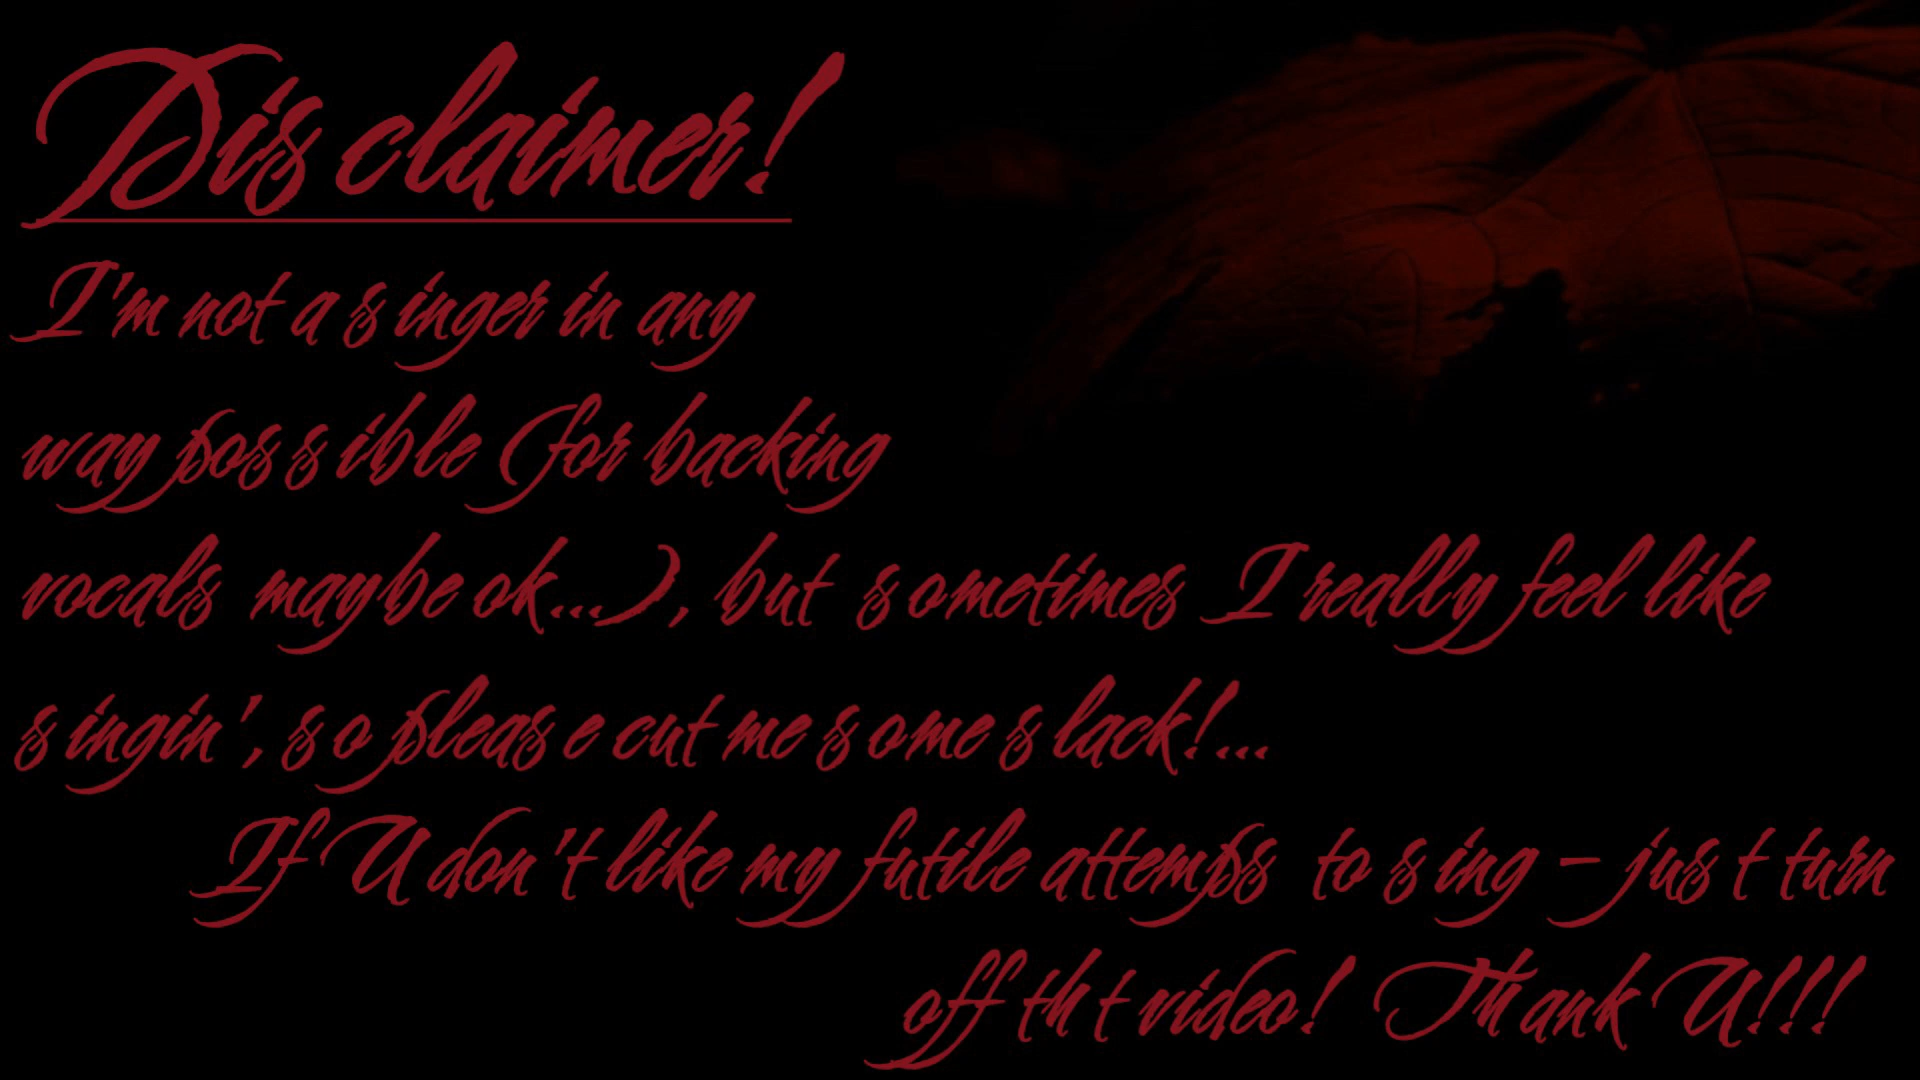 Disclaimer!
I'm not a singer in any
way possible (for backing
vocals maybe ok...), but sometimes I really feel like
singin', so please cut me some slack!...
If U don't like my futile attemps to sing - just turn
off tht video! Thank U!!!